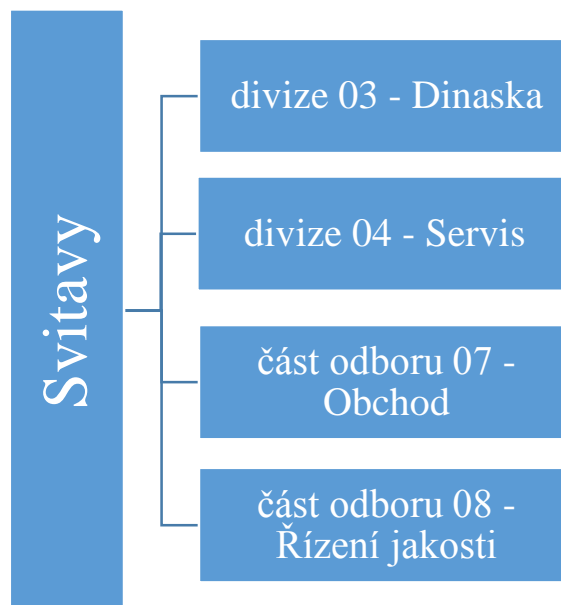 Svitavy
divize 03 - Dinaska
divize 04 - Servis
část odboru 07 -
Obchod
část odboru 08 -
Řízení jakosti